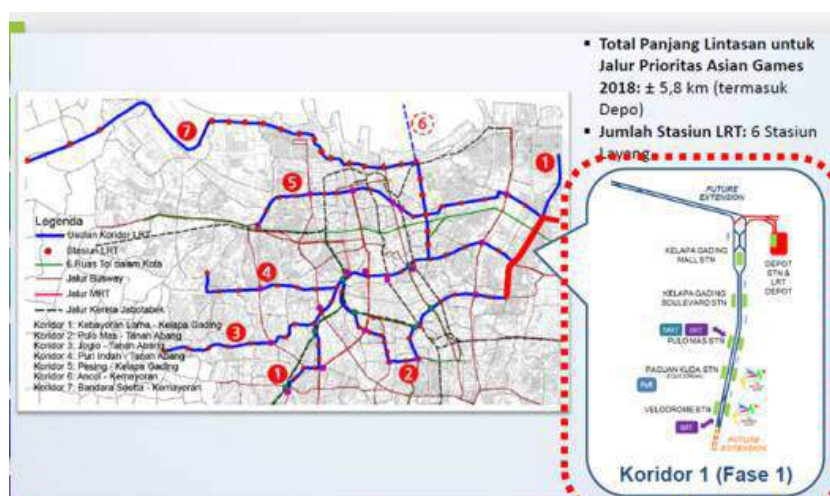 ▪ Total Panjang Lintasan untuk
Jalur Prioritas Asian Games
2018: ± 5,8 km (termasuk
Depo)
▪ Jumlah Stasiun LRT: 6 Stasiun
Layang
7
6
1
5
4
3
1
2
Legenda
Usulan Koridor LRT
Stasiun LRT
6 Ruas Tol dalam Kota
Jalur Busway
Jalur MRT
Jalur Kereta Jabotabek
Koridor 1: Kebayoran Lama - Kelapa Gading
Koridor 2: Pulo Mas - Tanah Abang
Koridor 3: Joglo - Tanah Abang
Koridor 4: Puri Indah - Tanah Abang
Koridor 5: Pesing - Kelapa Gading
Koridor 6: Ancol - Kemayoran
Koridor 7: Bandara Soetta - Kemayoran
FUTURE
EXTENSION
KELAPA GADING
MALL STN
DEPOT
STN &
LRT
DEPOT
KELAPA GADING
BOULEVARD STN
PULO MAS STN
PACUAN KUDA STN
(EQUESTRIAN)
PnR
VELODROME STN
BRT
FUTURE
EXTENSION
Koridor 1 (Fase 1)